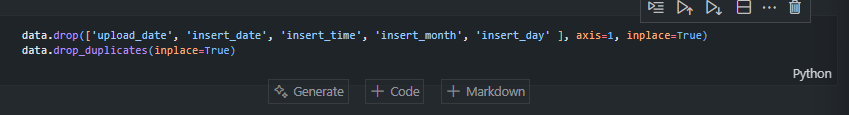 data.drop(['upload_date', 'insert_date', 'insert_time', 'insert_month', 'insert_day' ], axis=1, inplace=True)
data.drop_duplicates(inplace=True)
Python
Generate
Code
Markdown